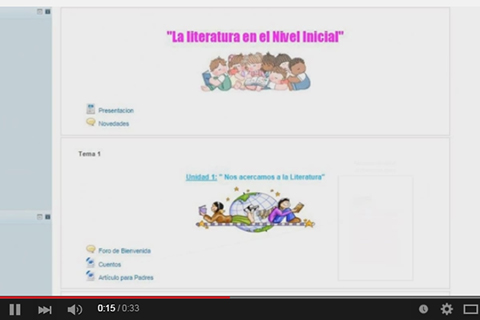 "La literatura en el Nivel Inicial"
Presentacion
Novedades
Tema 1
Unidad 1: " Nos acercamos a la Literatura"
Foro de Bienvenida
Cuentos
Artículo para Padres
0:15 / 0:33